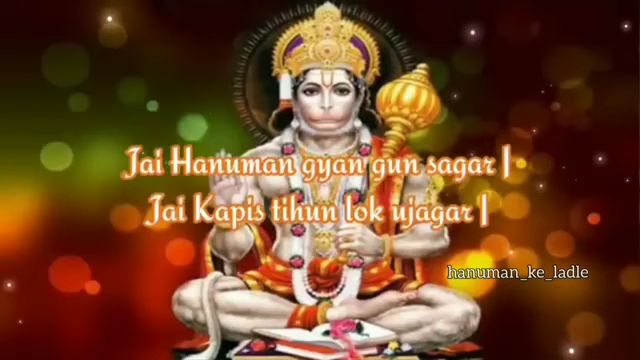 Jai Hanuman gyan gun sagar |
Jai Kapis tihun lok ujagar |
hanuman_ke_ladle